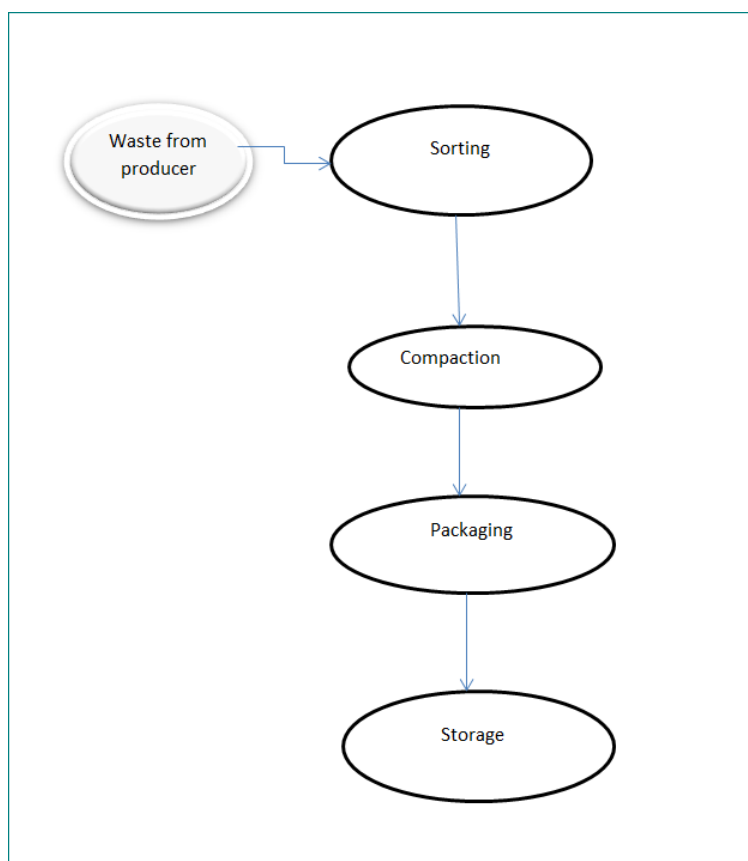 Waste from
producer
Sorting
Compaction
Packaging
Storage